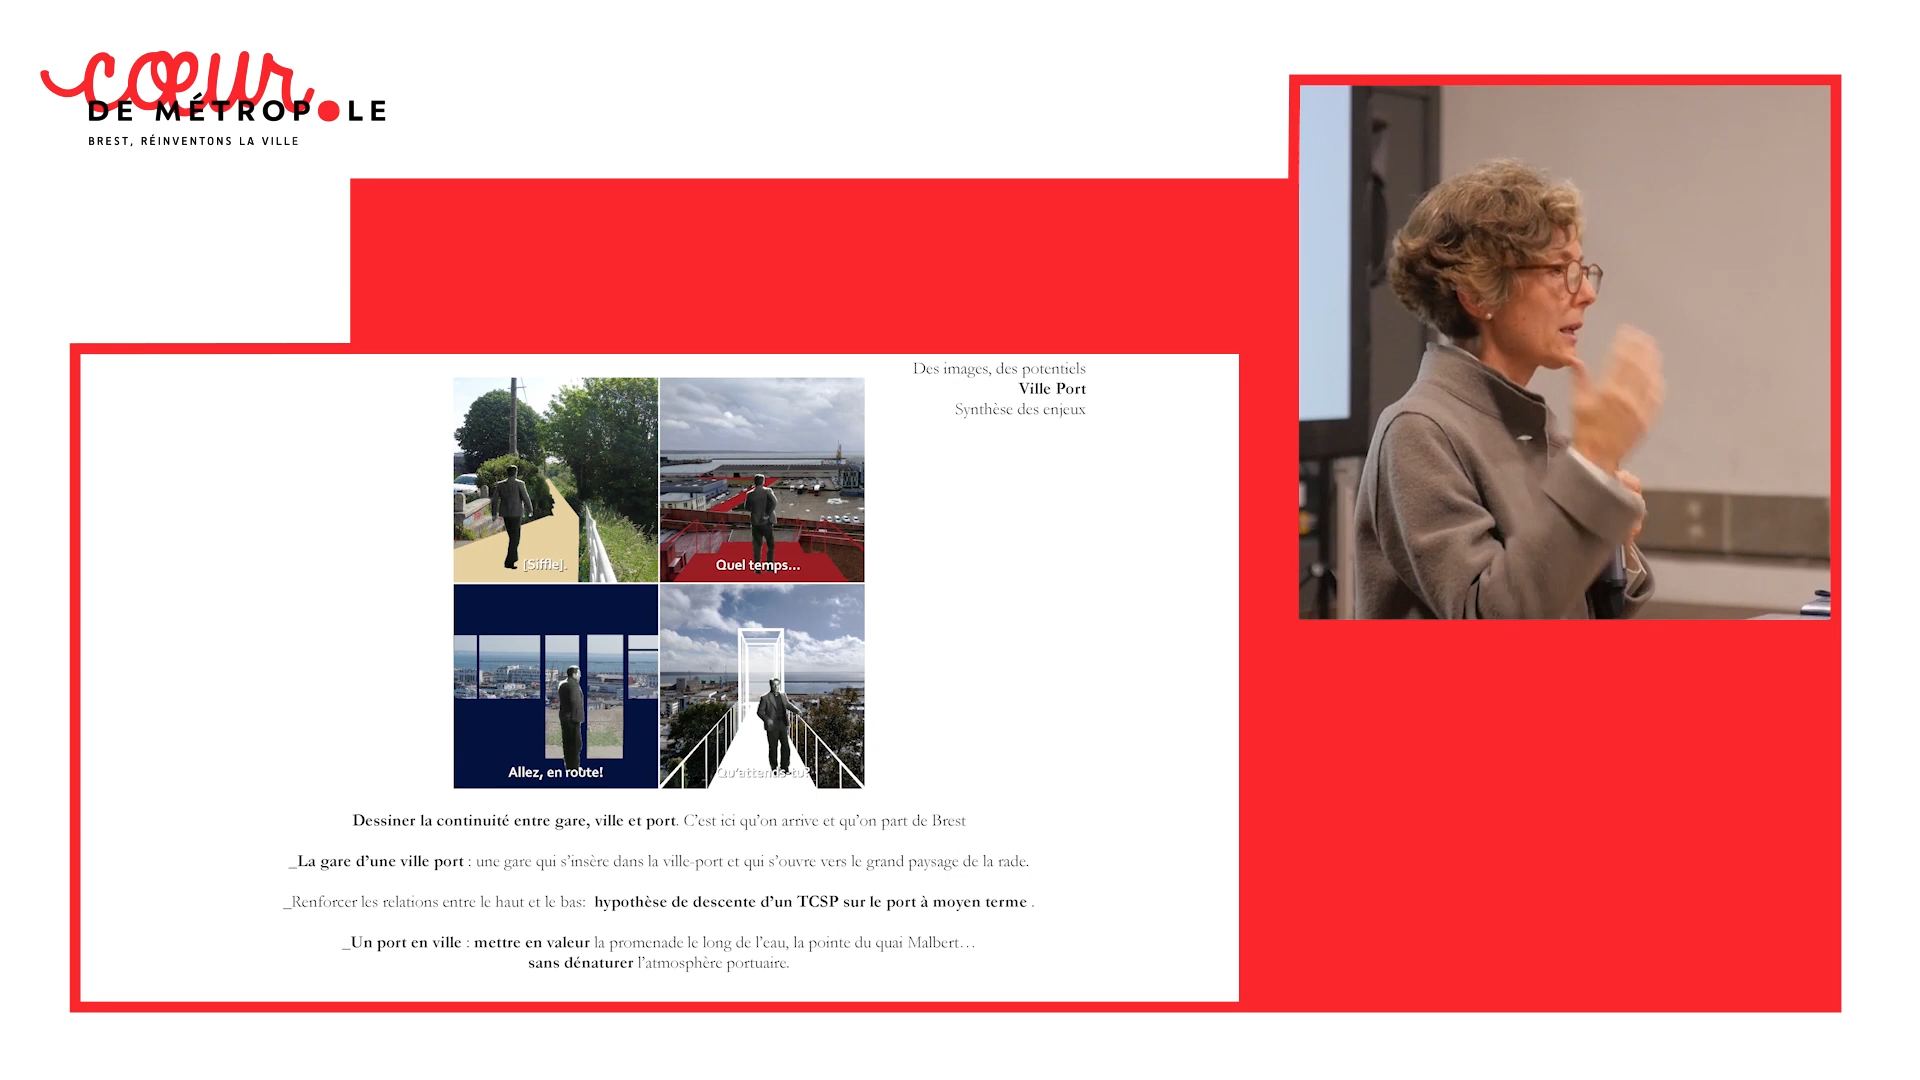 cœur
DE MÉTROPOLE
BREST, RÉINVENTONS LA VILLE
Des images, des potentiels
Ville Port
Synthèse des enjeux
[Siffle].
Quel temps...
Allez, en route!
Qu'attends-tu?
Dessiner la continuité entre gare, ville et port. C'est ici qu'on arrive et qu'on part de Brest
_La gare d'une ville port : une gare qui s'insère dans la ville-port et qui s'ouvre vers le grand paysage de la rade.
_Renforcer les relations entre le haut et le bas: hypothèse de descente d'un TCSP sur le port à moyen terme .
_Un port en ville : mettre en valeur la promenade le long de l'eau, la pointe du quai Malbert...
sans dénaturer l'atmosphère portuaire.